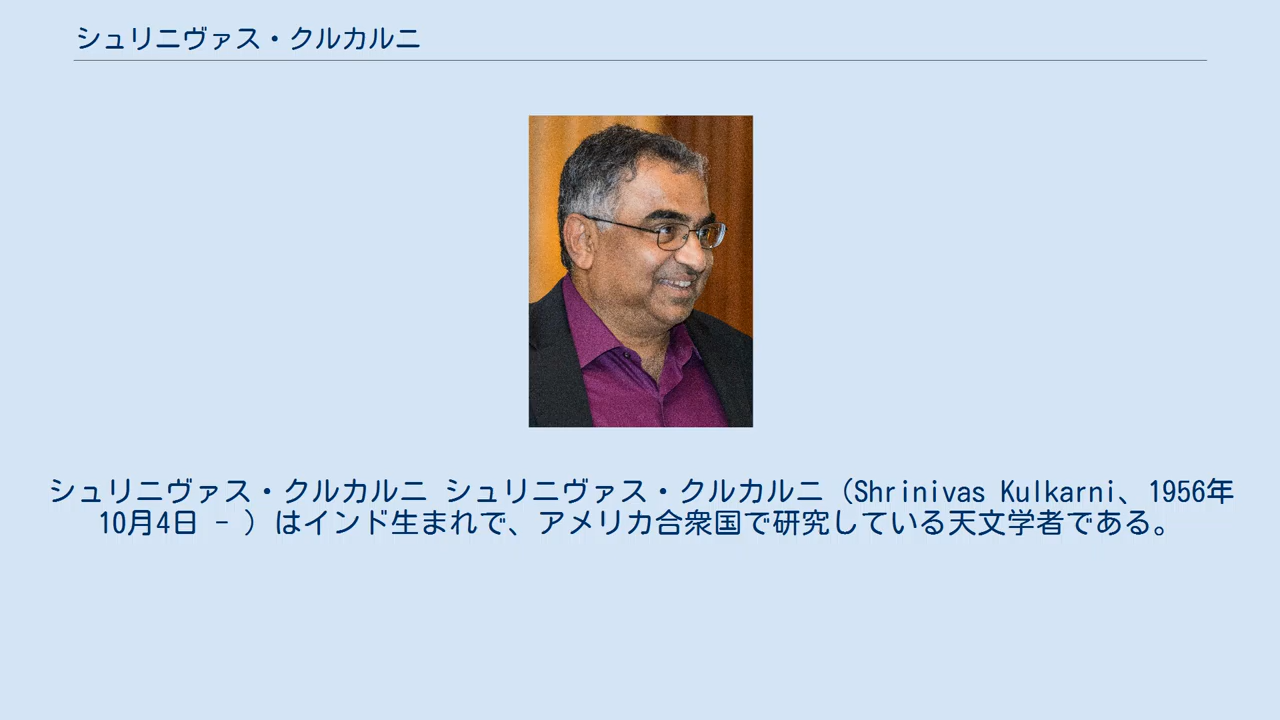 シュリニヴァス・クルカルニ
シュリニヴァス・クルカルニ シュリニヴァス・クルカルニ（Shrinivas Kulkarni、1956年
10月4日 - ）はインド生まれで、アメリカ合衆国で研究している天文学者である。